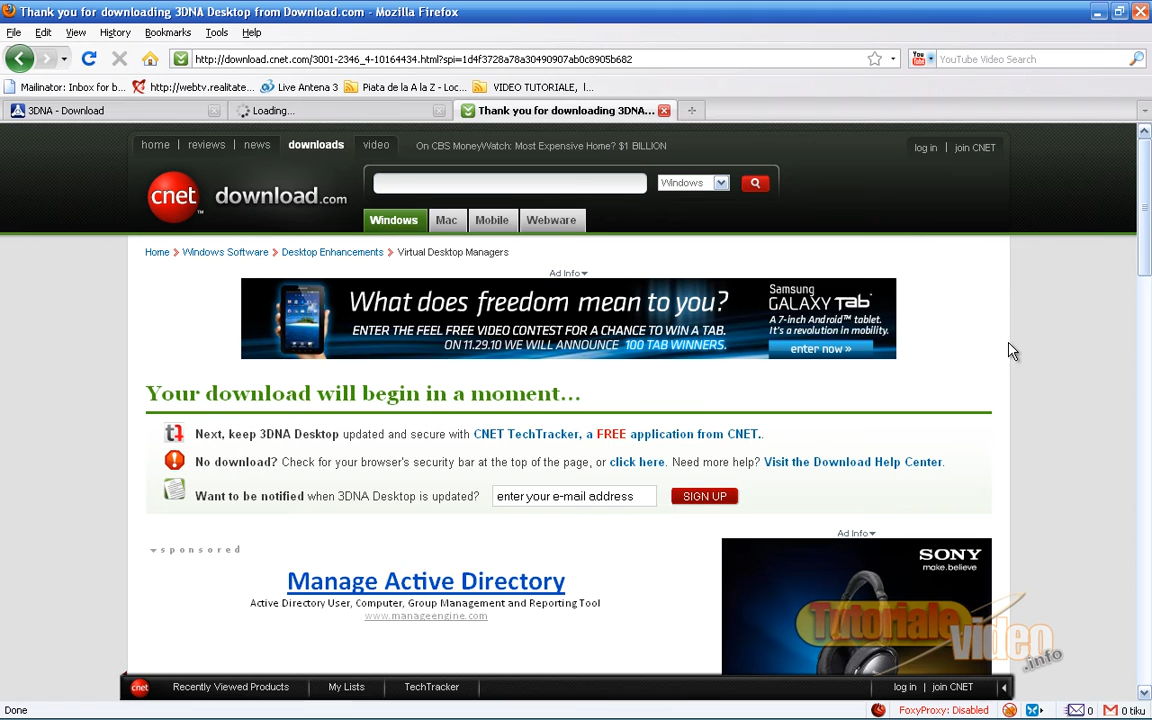 Thank you for downloading 3DNA Desktop from Download.com - Mozilla Firefox
File Edit View History Bookmarks Tools Help
http://download.cnet.com/3001-2346_4-10164434.html?spi=1d4f3728a78a30490907ab0c8905b682
You Tube YouTube Video Search
Mailinator: Inbox for b... http://webtv.realitate... Live Antena 3 Piata de la A la Z - Loc... VIDEO TUTORIALE, l...
3DNA - Download Loading... Thank you for downloading 3DNA...
home | reviews | news downloads video On CBS MoneyWatch: Most Expensive Home? $1 BILLION log in | join CNET
Windows
cnet™ download.com
Windows Mac Mobile Webware
Home Windows Software Desktop Enhancements Virtual Desktop Managers
Ad Info
What does freedom mean to you?
ENTER THE FEEL FREE VIDEO CONTEST FOR A CHANCE TO WIN A TAB.
ON 11.29.10 WE WILL ANNOUNCE 100 TAB WINNERS.
Samsung
GALAXY Tab™
A 7-inch Android™ tablet.
It's a revolution in mobility.
enter now »
Your download will begin in a moment...
Next, keep 3DNA Desktop updated and secure with CNET TechTracker, a FREE application from CNET..
No download? Check for your browser's security bar at the top of the page, or click here. Need more help? Visit the Download Help Center.
Want to be notified when 3DNA Desktop is updated? enter your e-mail address SIGN UP
sponsored
Ad Info
Manage Active Directory
Active Directory User, Computer, Group Management and Reporting Tool
www.manageengine.com
SONY
make.believe
Tutoriale
video
.info
cnet Recently Viewed Products | My Lists | TechTracker | log in | join CNET
Done FoxyProxy: Disabled 0 0 tiku